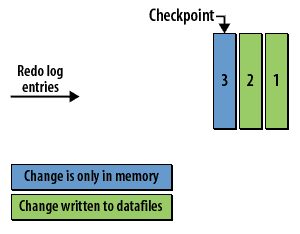 Checkpoint
Redo log
entries
3 2 1
Change is only in memory
Change written to datafiles